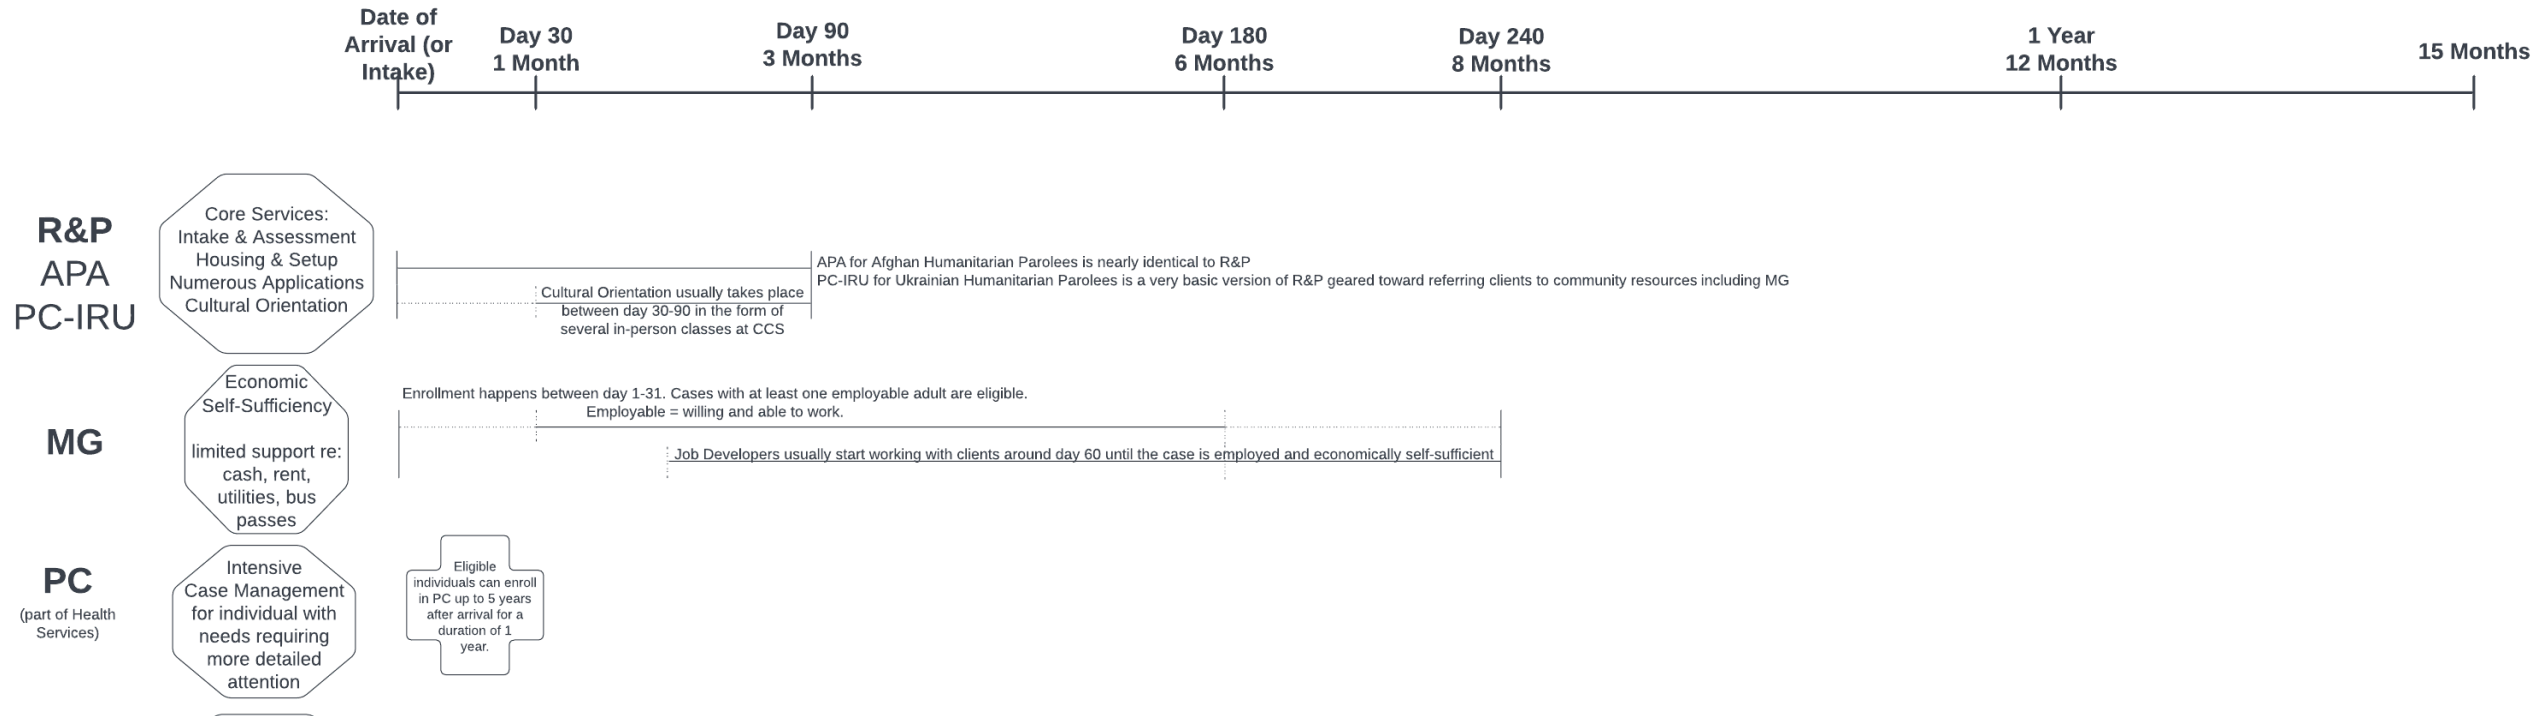 Date of
Arrival (or
Intake)
Day 30
1 Month
Day 90
3 Months
Day 180
6 Months
Day 240
8 Months
1 Year
12 Months
15 Months
R&P
APA
PC-IRU
Core Services:
Intake & Assessment
Housing & Setup
Numerous Applications
Cultural Orientation
APA for Afghan Humanitarian Parolees is nearly identical to R&P
PC-IRU for Ukrainian Humanitarian Parolees is a very basic version of R&P geared toward referring clients to community resources including MG
Cultural Orientation usually takes place
between day 30-90 in the form of
several in-person classes at CCS
MG
Economic
Self-Sufficiency
limited support re:
cash, rent,
utilities, bus
passes
Enrollment happens between day 1-31. Cases with at least one employable adult are eligible.
Employable = willing and able to work.
Job Developers usually start working with clients around day 60 until the case is employed and economically self-sufficient
PC
(part of Health
Services)
Intensive
Case Management
for individual with
needs requiring
more detailed
attention
Eligible
individuals can enroll
in PC up to 5 years
after arrival for a
duration of 1
year.